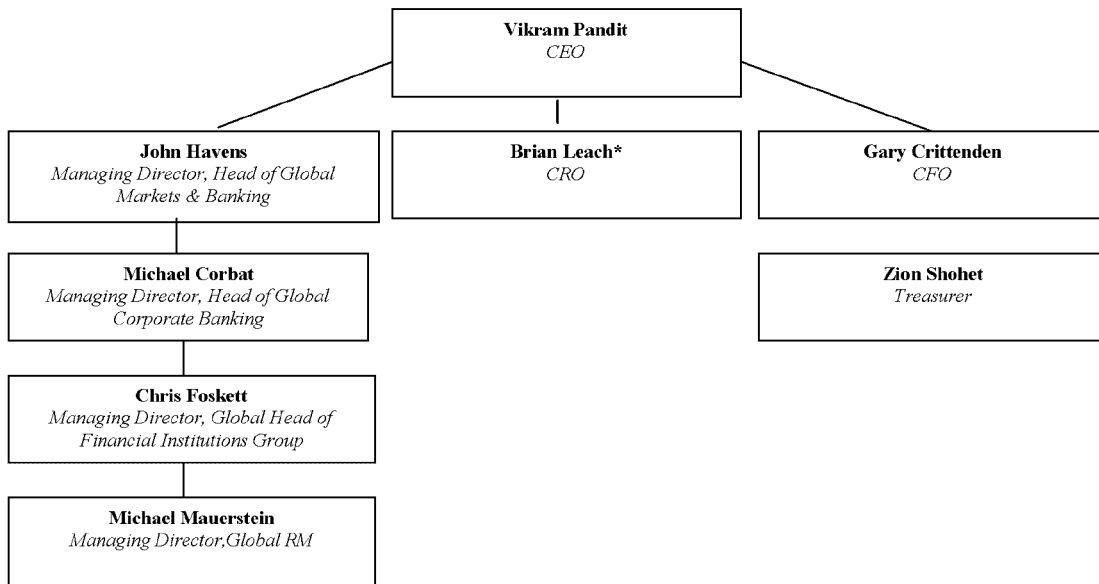 Vikram Pandit
CEO
John Havens
Managing Director, Head of Global
Markets & Banking
Brian Leach*
CRO
Gary Crittenden
CFO
Michael Corbat
Managing Director, Head of Global
Corporate Banking
Zion Shohet
Treasurer
Chris Foskett
Managing Director, Global Head of
Financial Institutions Group
Michael Mauerstein
Managing Director,Global RM